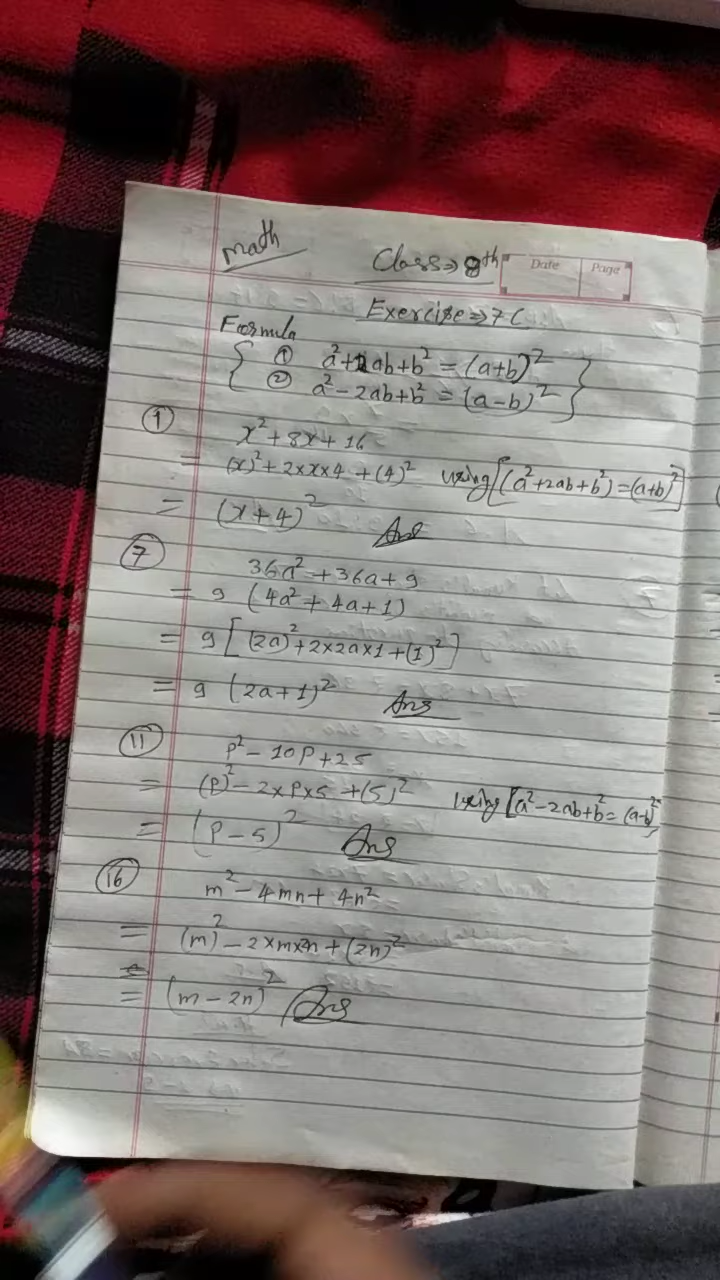 math
Class⇒ 8th
Date Page
Exercise⇒7C
Formula
① a²+2ab+b² = (a+b)²
② a²-2ab+b² = (a-b)²
① x²+8x+16
= (x)²+2×x×4+(4)² using[(a²+2ab+b²)=(a+b)²]
= (x+4)² Ans
⑦ 36a²+36a+9
= 9 (4a²+4a+1)
= 9 [(2a)²+2×2a×1+(1)²]
= 9 (2a+1)² Ans
⑪ P²-10P+25
= (P)²-2×P×5+(5)² using [a²-2ab+b²=(a-b)²
= (P-5)² Ans
⑯ m²-4mn+4n²
= (m)²-2×m×2n+(2n)²
= (m-2n)² Ans